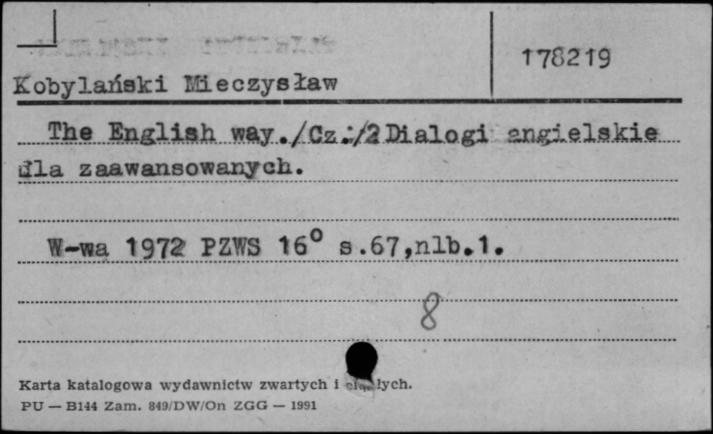 178219
Kobylański Mieczysław
The English way./Cz.:/2 Dialogi angielskie
dla zaawansowanych.
W-wa 1972 PZWS 16° s.67,nlb.1.
8
Karta katalogowa wydawnictw zwartych i ciągłych.
PU — B144 Zam. 849/DW/On ZGG — 1991